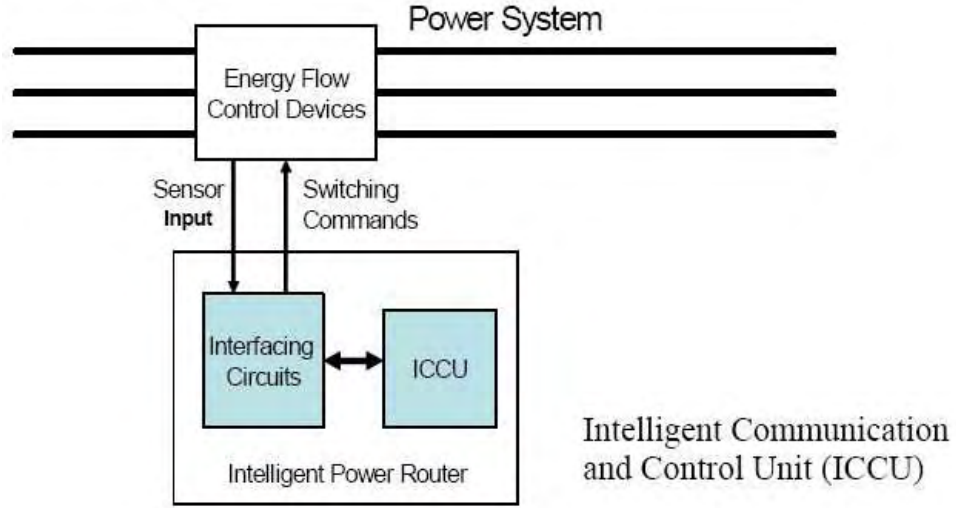 Power System
Energy Flow
Control Devices
Sensor
Input
Switching
Commands
Interfacing
Circuits
ICCU
Intelligent Power Router
Intelligent Communication
and Control Unit (ICCU)